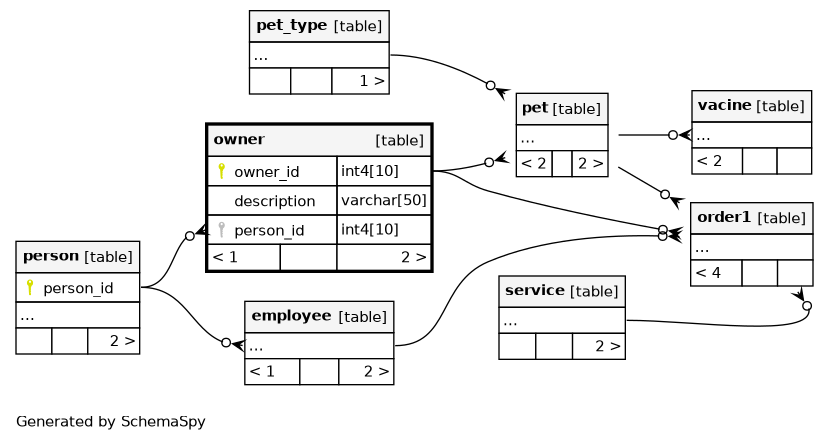 pet_type [table]
...
1 >
pet [table]
...
< 2 2 >
vacine [table]
...
< 2
owner [table]
owner_id int4[10]
description varchar[50]
person_id int4[10]
< 1 2 >
order1 [table]
...
< 4
person [table]
person_id
...
2 >
service [table]
...
2 >
employee [table]
...
< 1 2 >
Generated by SchemaSpy